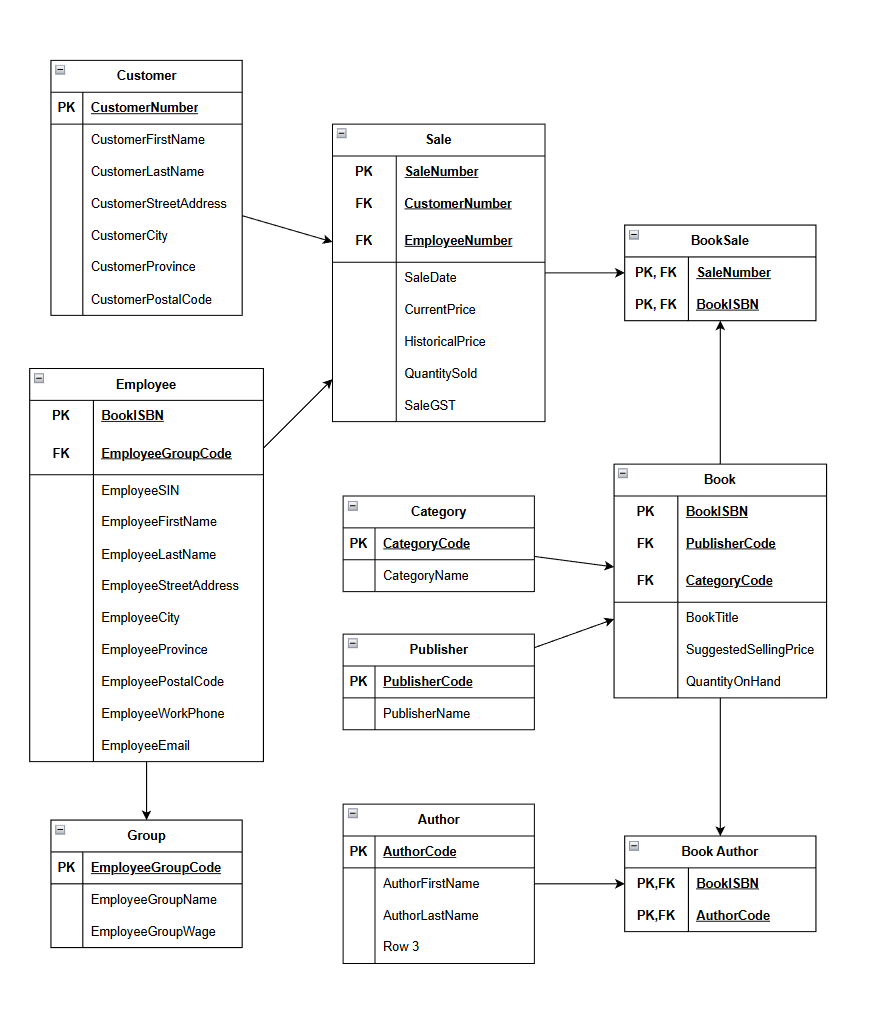 Customer
PK CustomerNumber
CustomerFirstName
CustomerLastName
CustomerStreetAddress
CustomerCity
CustomerProvince
CustomerPostalCode
Sale
PK SaleNumber
FK CustomerNumber
FK EmployeeNumber
SaleDate
CurrentPrice
HistoricalPrice
QuantitySold
SaleGST
BookSale
PK, FK SaleNumber
PK, FK BookISBN
Employee
PK BookISBN
FK EmployeeGroupCode
EmployeeSIN
EmployeeFirstName
EmployeeLastName
EmployeeStreetAddress
EmployeeCity
EmployeeProvince
EmployeePostalCode
EmployeeWorkPhone
EmployeeEmail
Category
PK CategoryCode
CategoryName
Book
PK BookISBN
FK PublisherCode
FK CategoryCode
BookTitle
SuggestedSellingPrice
QuantityOnHand
Publisher
PK PublisherCode
PublisherName
Group
PK EmployeeGroupCode
EmployeeGroupName
EmployeeGroupWage
Author
PK AuthorCode
AuthorFirstName
AuthorLastName
Row 3
Book Author
PK,FK BookISBN
PK,FK AuthorCode